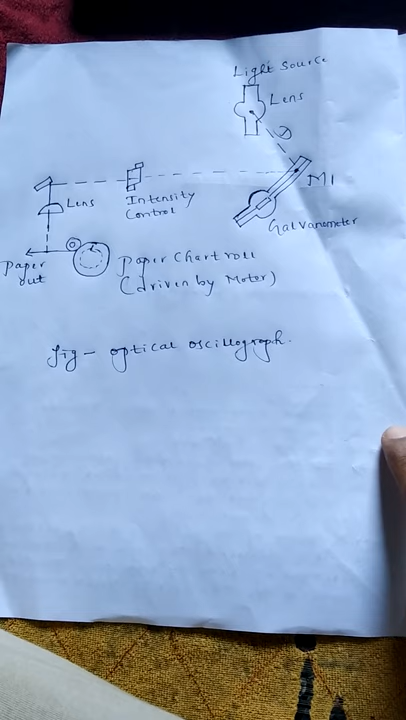 Light Source
Lens
M1
Galvanometer
Lens
Intensity
Control
Paper
out
Paper Chart roll
(driven by Motor)
fig - optical oscillograph.